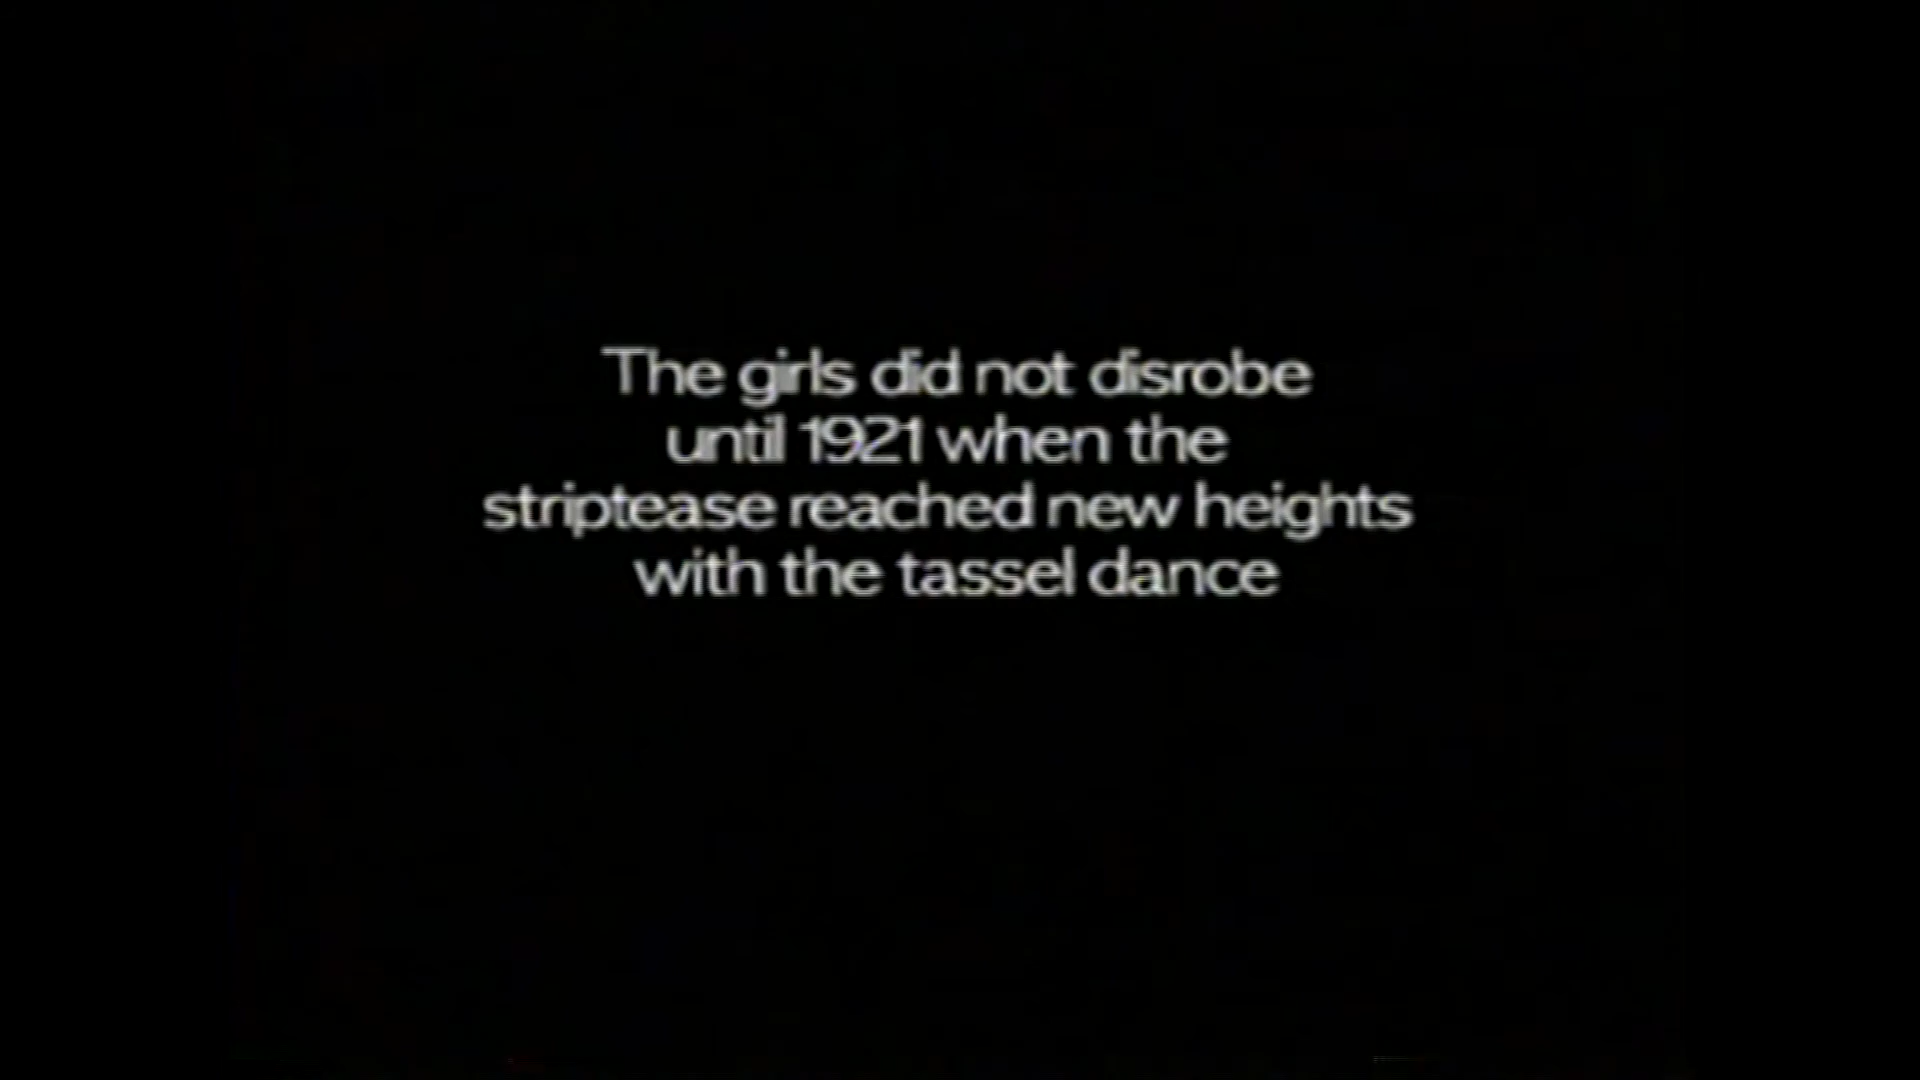 The girls did not disrobe
until 1921 when the
striptease reached new heights
with the tassel dance